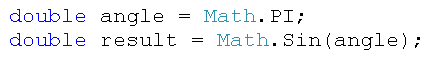 double angle = Math.PI;
double result = Math.Sin(angle);